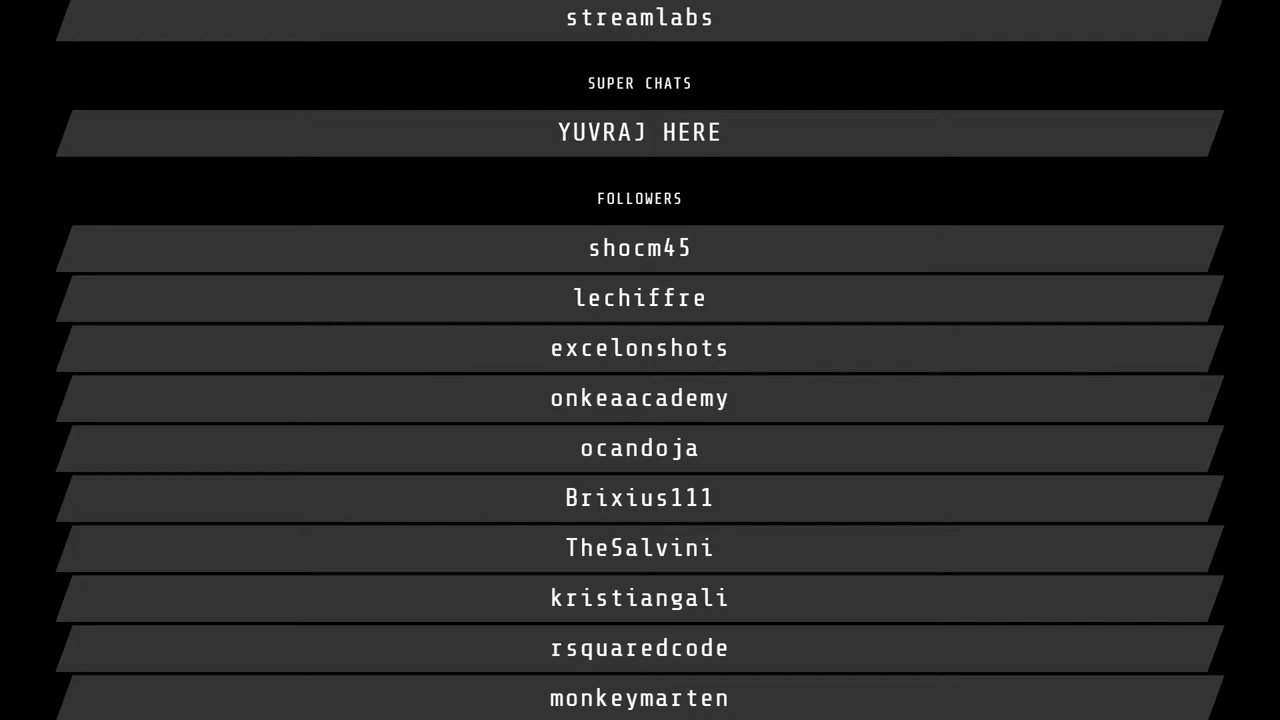 streamlabs
SUPER CHATS
YUVRAJ HERE
FOLLOWERS
shocm45
lechiffre
excelonshots
onkeaacademy
ocandoja
Brixius111
TheSalvini
kristiangali
rsquaredcode
monkeymarten